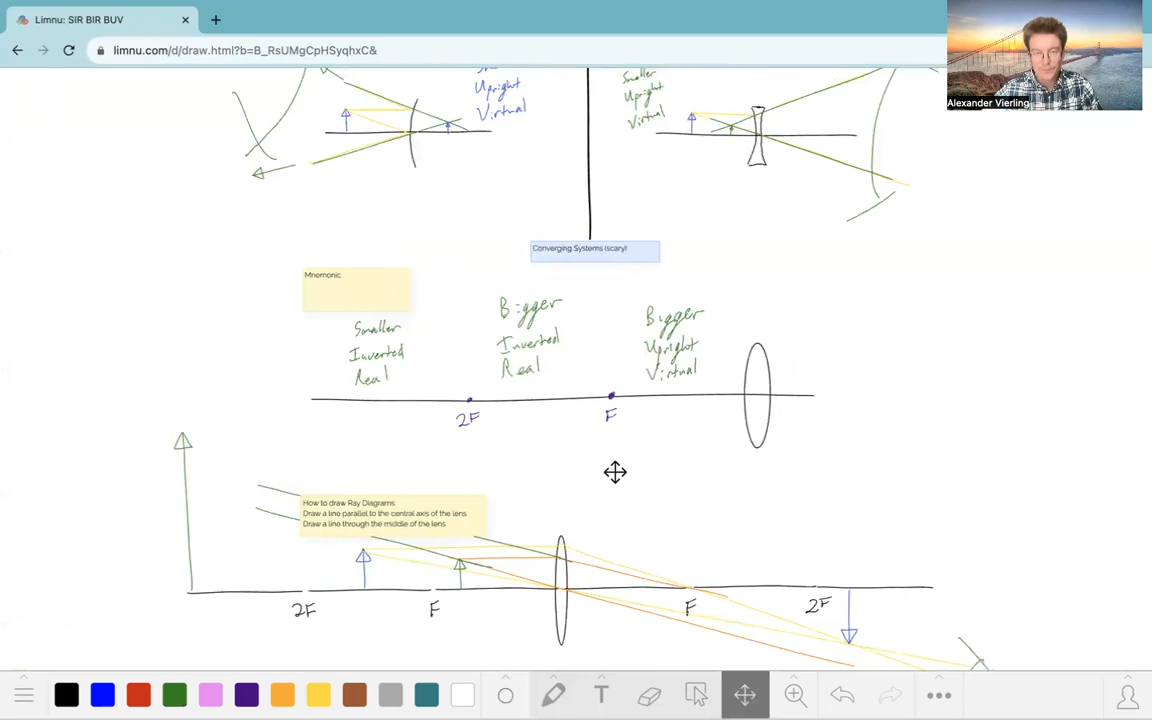 Limnu: SIR BIR BUV
limnu.com/d/draw.html?b=B_RsUMgCpHSyqhxC&
Alexander Vierling
Upright
Virtual
Smaller
Upright
Virtual
Converging Systems (scary)
Mnemonic
Smaller
Inverted
Real
Bigger
Inverted
Real
Bigger
Upright
Virtual
2F
F
How to draw Ray Diagrams
Draw a line parallel to the central axis of the lens
Draw a line through the middle of the lens
2F
F
F
2F
T